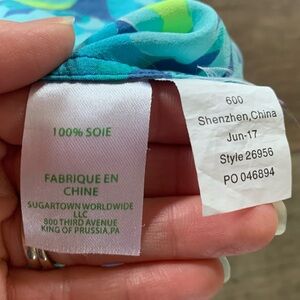 100% SOIE
FABRIQUE EN
CHINE
SUGARTOWN WORLDWIDE
LLC
800 THIRD AVENUE
KING OF PRUSSIA,PA
600
Shenzhen,China
Jun-17
Style 26956
PO 046894